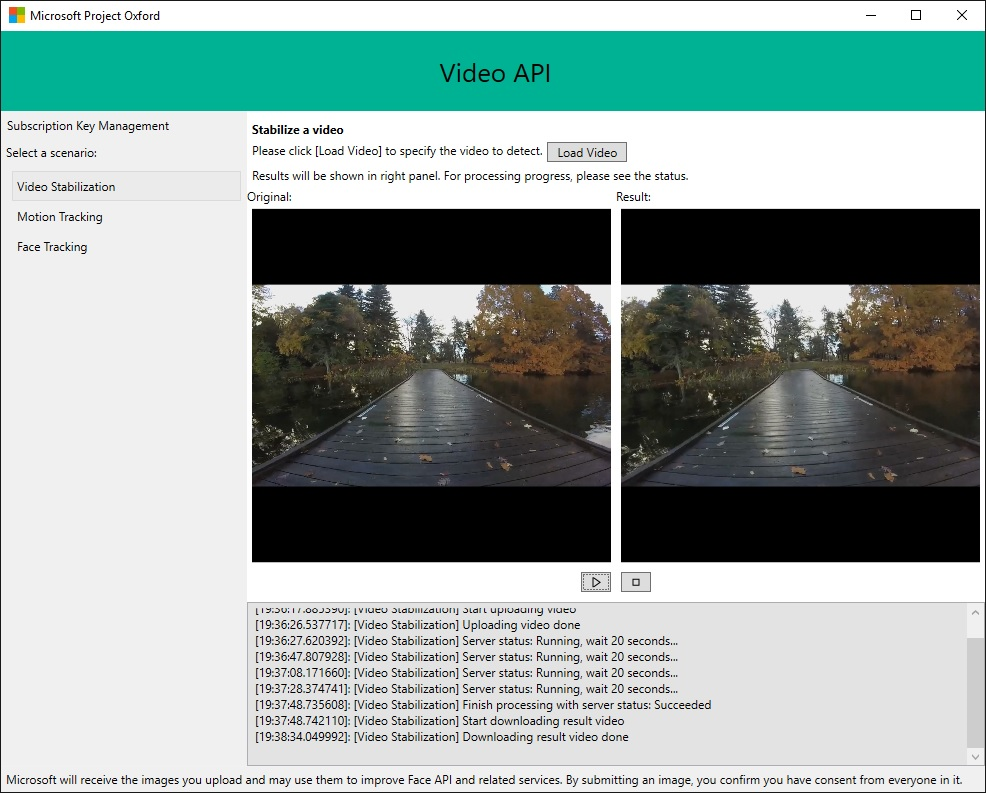 Microsoft Project Oxford
Video API
Subscription Key Management
Select a scenario:
Video Stabilization
Motion Tracking
Face Tracking
Stabilize a video
Please click [Load Video] to specify the video to detect. Load Video
Results will be shown in right panel. For processing progress, please see the status.
Original: Result:
[19:36:17.885390]: [Video Stabilization] Start uploading video
[19:36:26.537717]: [Video Stabilization] Uploading video done
[19:36:27.620392]: [Video Stabilization] Server status: Running, wait 20 seconds...
[19:36:47.807928]: [Video Stabilization] Server status: Running, wait 20 seconds...
[19:37:08.171660]: [Video Stabilization] Server status: Running, wait 20 seconds...
[19:37:28.374741]: [Video Stabilization] Server status: Running, wait 20 seconds...
[19:37:48.735608]: [Video Stabilization] Finish processing with server status: Succeeded
[19:37:48.742110]: [Video Stabilization] Start downloading result video
[19:38:34.049992]: [Video Stabilization] Downloading result video done
Microsoft will receive the images you upload and may use them to improve Face API and related services. By submitting an image, you confirm you have consent from everyone in it.